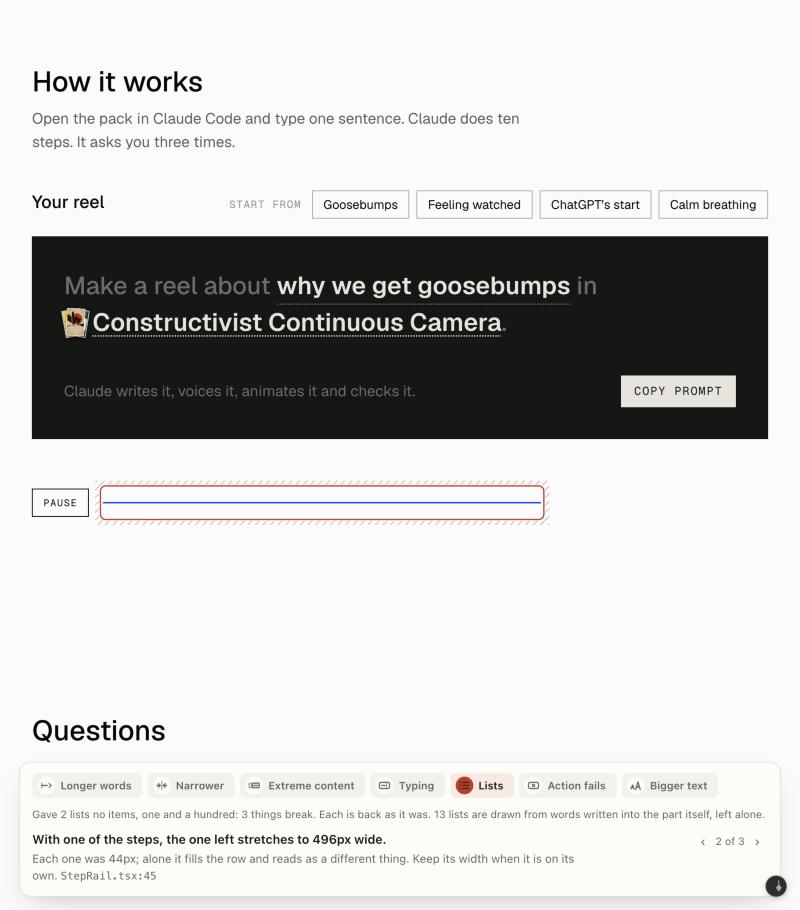 How it works
Open the pack in Claude Code and type one sentence. Claude does ten
steps. It asks you three times.
Your reel
START FROM
Goosebumps
Feeling watched
ChatGPT's start
Calm breathing
Make a reel about why we get goosebumps in
Constructivist Continuous Camera.
Claude writes it, voices it, animates it and checks it.
COPY PROMPT
PAUSE
Questions
Longer words
Narrower
Extreme content
Typing
Lists
Action fails
Bigger text
Gave 2 lists no items, one and a hundred: 3 things break. Each is back as it was. 13 lists are drawn from words written into the part itself, left alone.
With one of the steps, the one left stretches to 496px wide.
‹ 2 of 3 ›
Each one was 44px; alone it fills the row and reads as a different thing. Keep its width when it is on its
own. StepRail.tsx:45